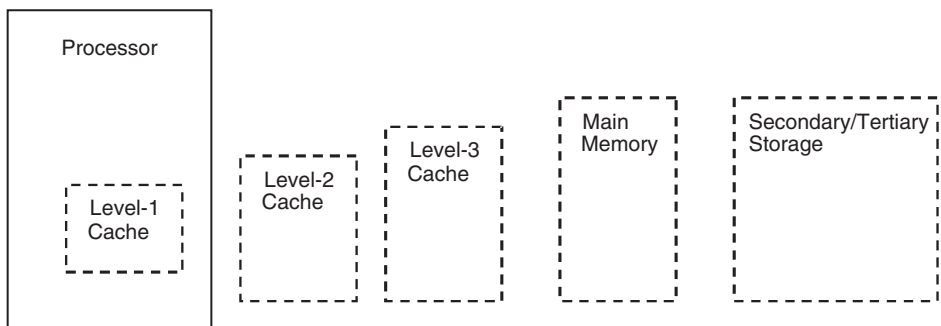 Processor
Level-1
Cache
Level-2
Cache
Level-3
Cache
Main
Memory
Secondary/Tertiary
Storage